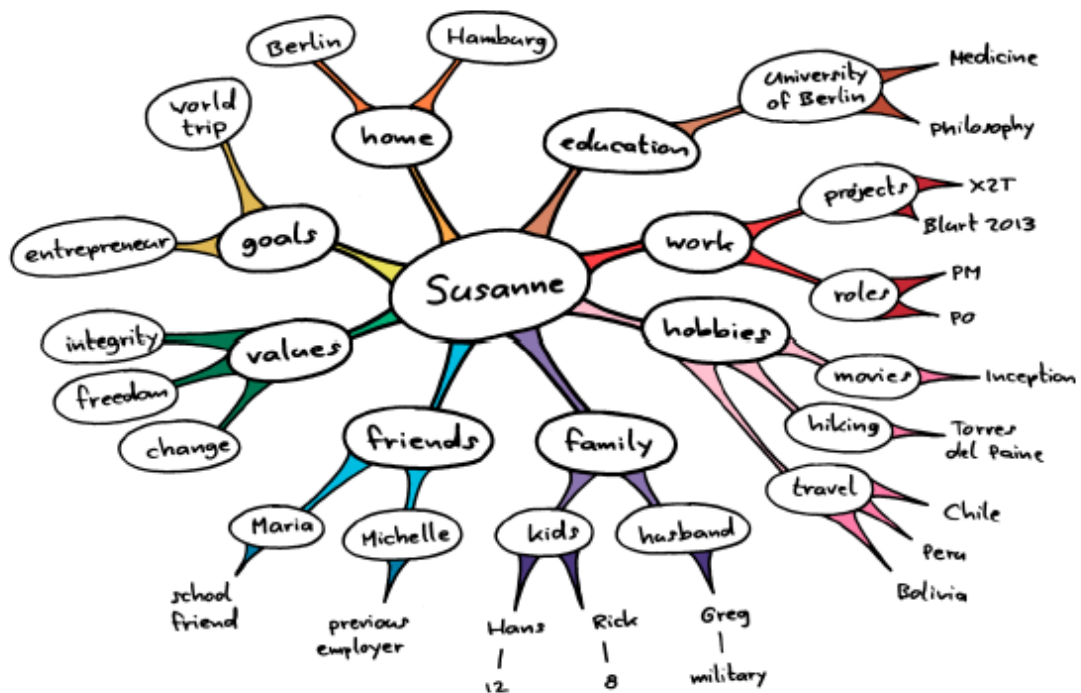 Susanne
home
Berlin
Hamburg
education
University
of Berlin
Medicine
Philosophy
work
projects
X2T
Blart 2013
roles
PM
PO
hobbies
movies
Inception
hiking
Torres
del Paine
travel
Chile
Peru
Bolivia
family
kids
Hans
12
Rick
8
husband
Greg
military
friends
Maria
school
friend
Michelle
previous
employer
values
integrity
freedom
change
goals
world
trip
entrepreneur